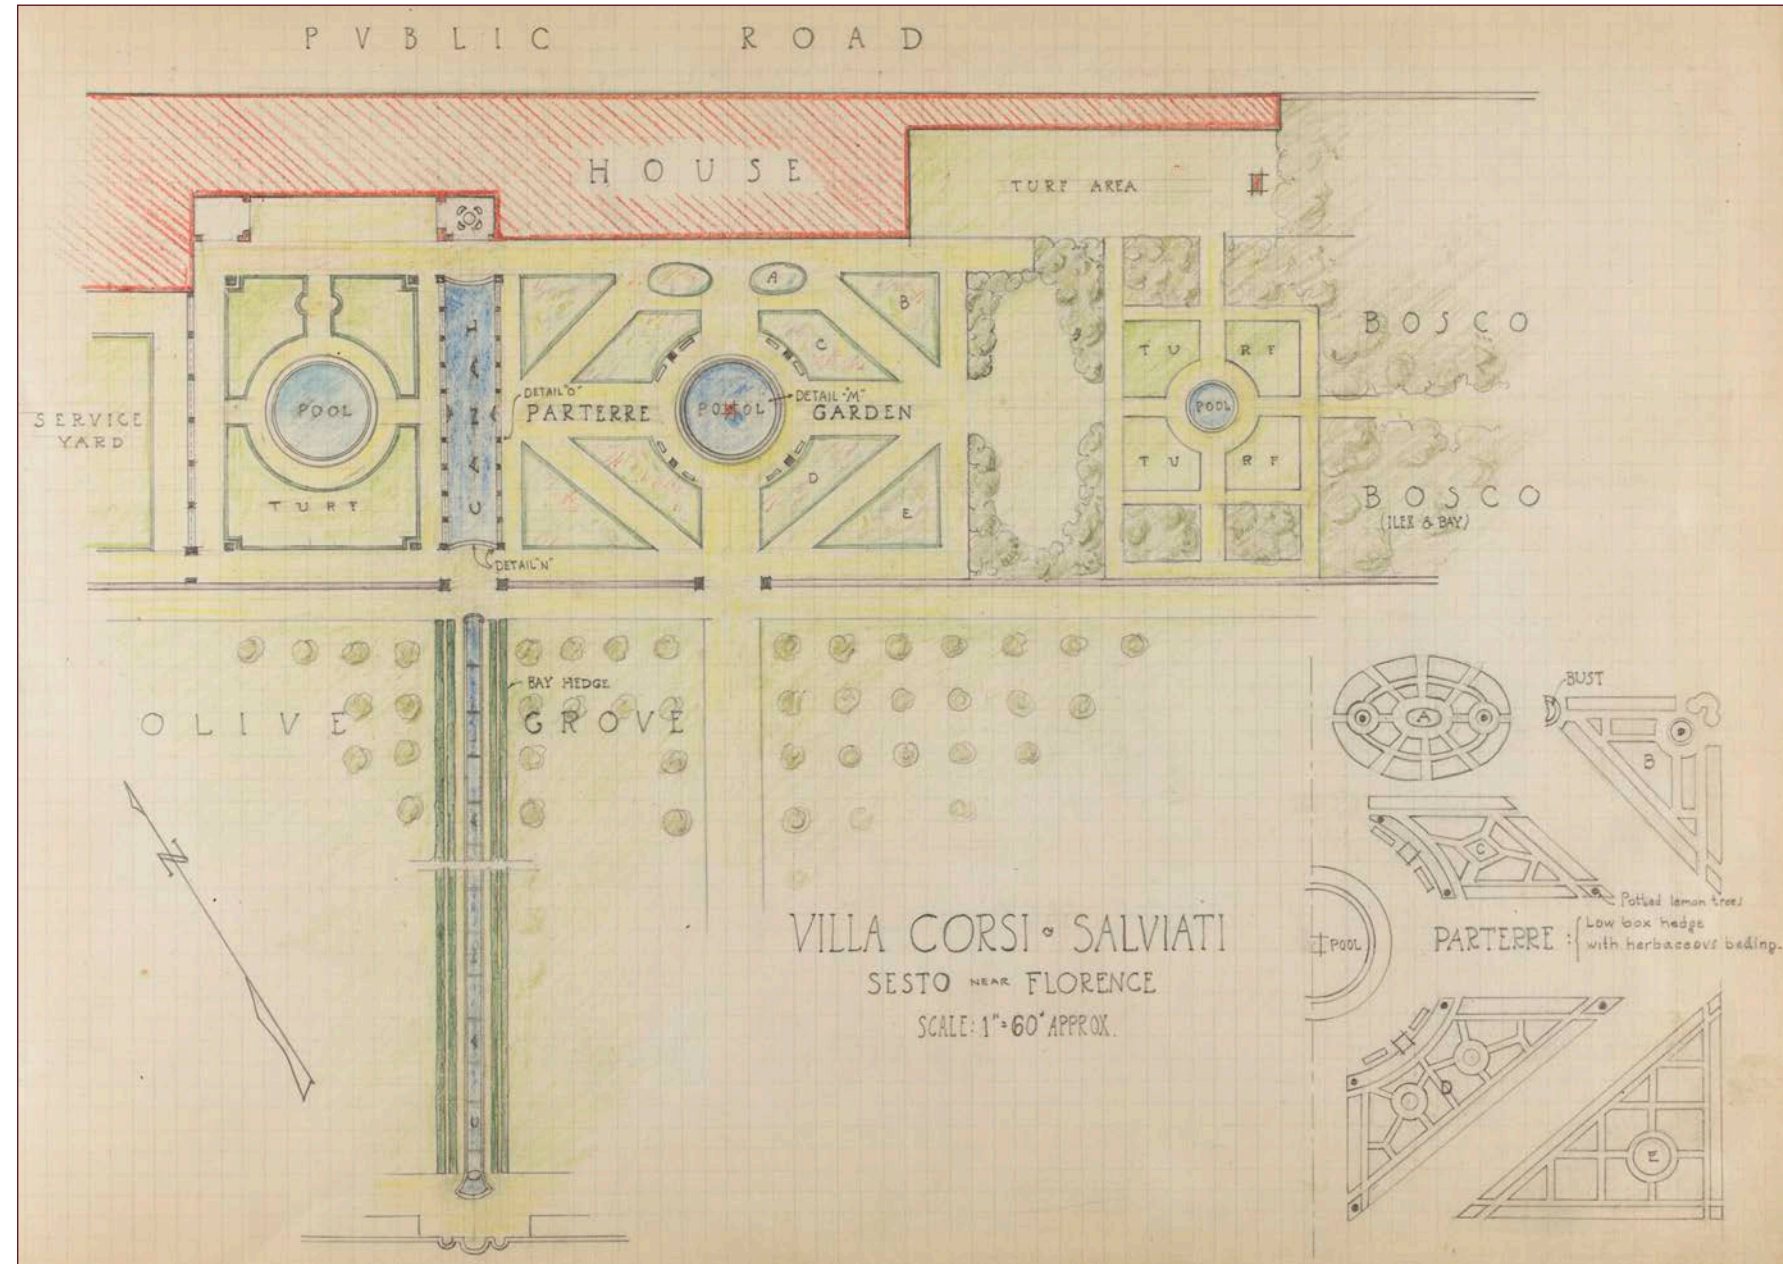 PVBLIC ROAD
HOUSE
TURF AREA
A
B
C
D
E
BOSCO
TURF
POOL
TURF
BOSCO
(ILEX & BAY)
SERVICE
YARD
POOL
TURF
CANAL
DETAIL "O"
PARTERRE GARDEN
POOL
DETAIL "M"
DETAIL "N"
BAY HEDGE
OLIVE GROVE
N
VILLA CORSI & SALVIATI
SESTO NEAR FLORENCE
SCALE: 1"=60' APPROX.
A
BUST
B
C
Potted lemon trees
POOL
PARTERRE : Low box hedge
with herbaceous beding.
D
E